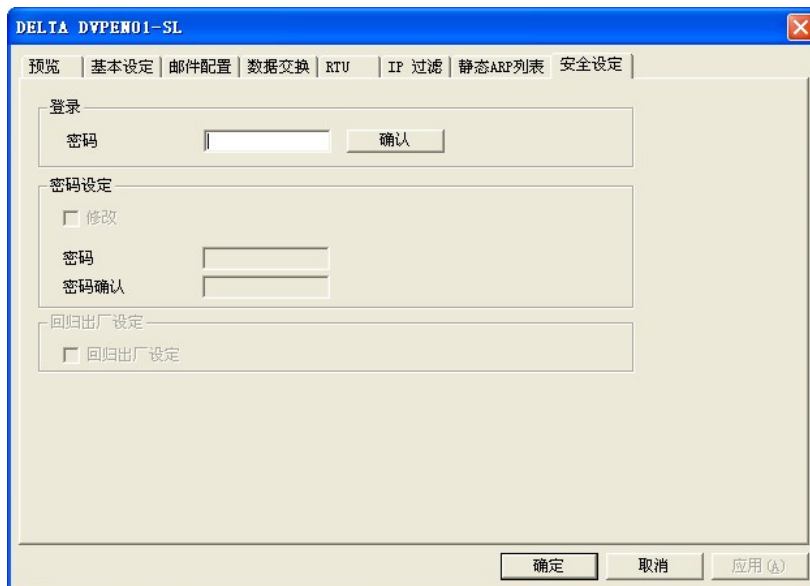 DELTA DVPEN01-SL
预览 基本设定 邮件配置 数据交换 RTU IP 过滤 静态ARP列表 安全设定
登录
密码 确认
密码设定
修改
密码
密码确认
回归出厂设定
回归出厂设定
确定 取消 应用(A)